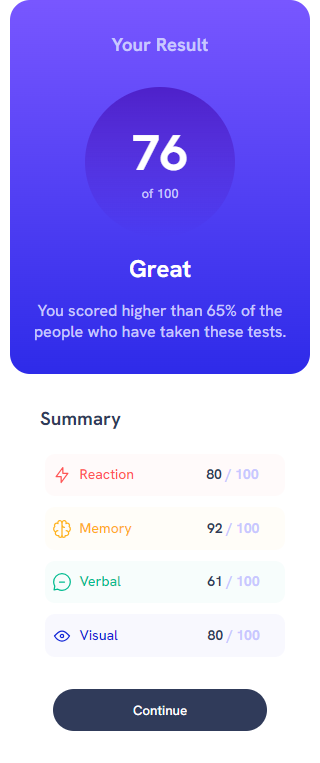 Your Result
76
of 100
Great
You scored higher than 65% of the
people who have taken these tests.
Summary
Reaction 80 / 100
Memory 92 / 100
Verbal 61 / 100
Visual 80 / 100
Continue